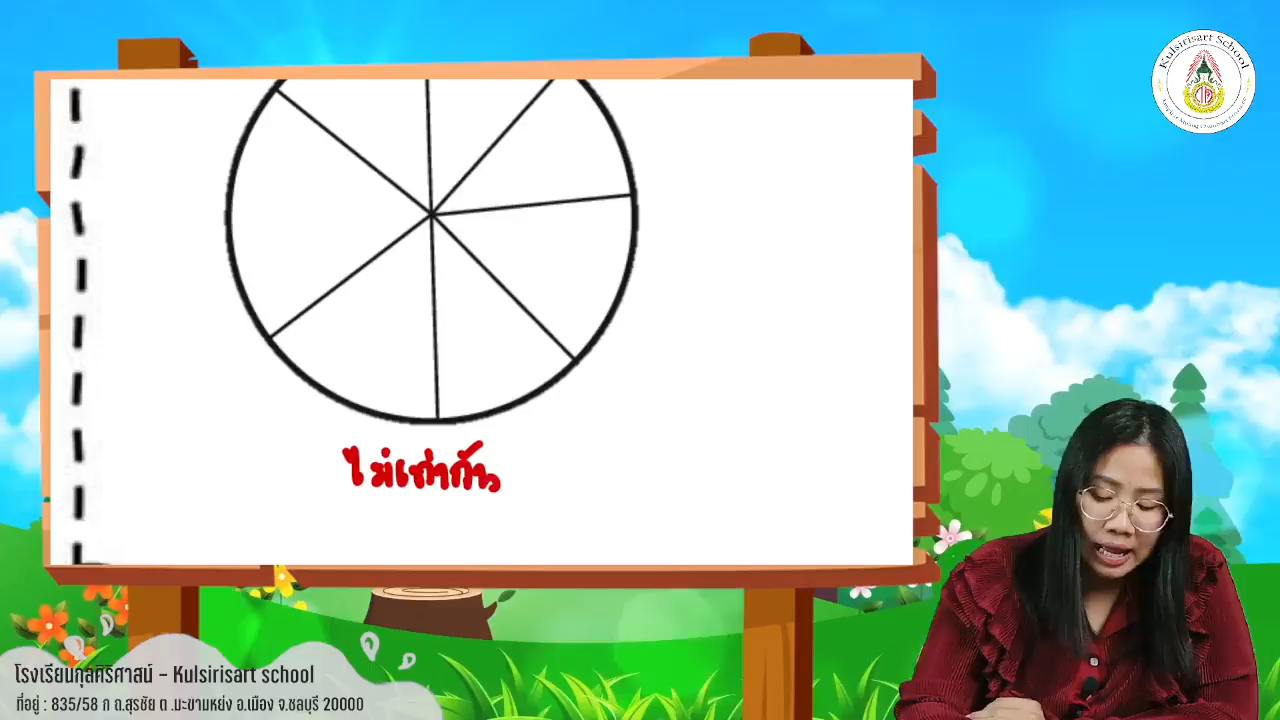 Kulsirisart School
ไม่เท่ากัน
โรงเรียนกุลศิริศาสน์ - Kulsirisart school
ที่อยู่ : 835/58 ก ถ.สุรชัย ต .มะขามหย่ง อ.เมือง จ.ชลบุรี 20000